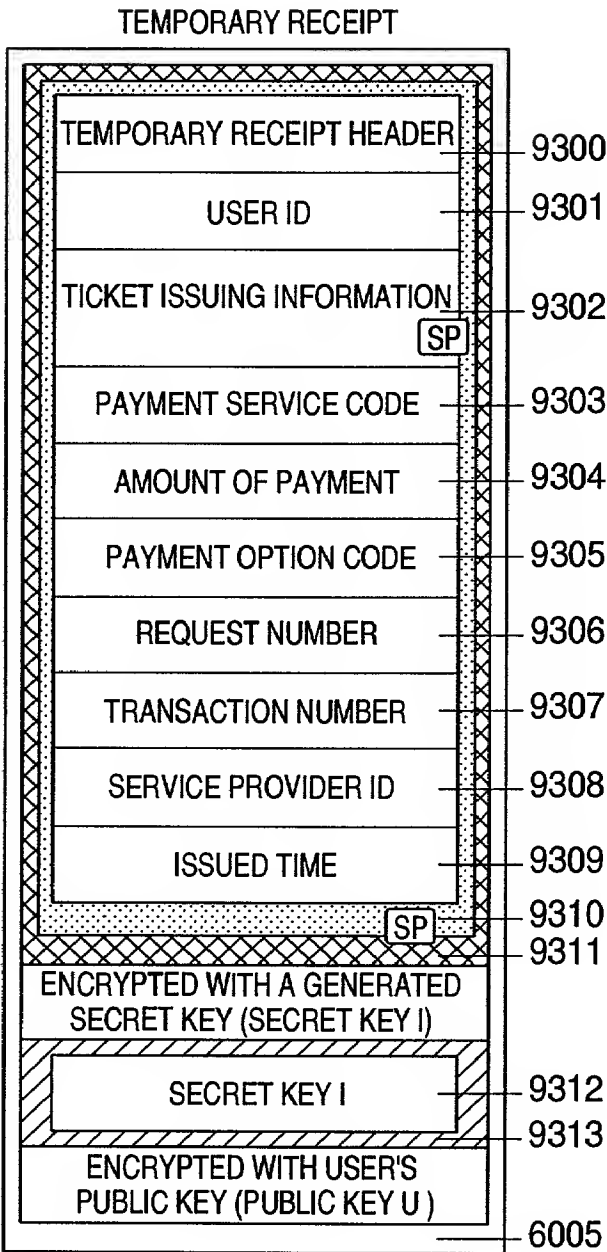 TEMPORARY RECEIPT
TEMPORARY RECEIPT HEADER
9300
USER ID
9301
TICKET ISSUING INFORMATION
9302
SP
PAYMENT SERVICE CODE
9303
AMOUNT OF PAYMENT
9304
PAYMENT OPTION CODE
9305
REQUEST NUMBER
9306
TRANSACTION NUMBER
9307
SERVICE PROVIDER ID
9308
ISSUED TIME
9309
SP
9310
9311
ENCRYPTED WITH A GENERATED
SECRET KEY (SECRET KEY I)
SECRET KEY I
9312
9313
ENCRYPTED WITH USER'S
PUBLIC KEY (PUBLIC KEY U )
6005